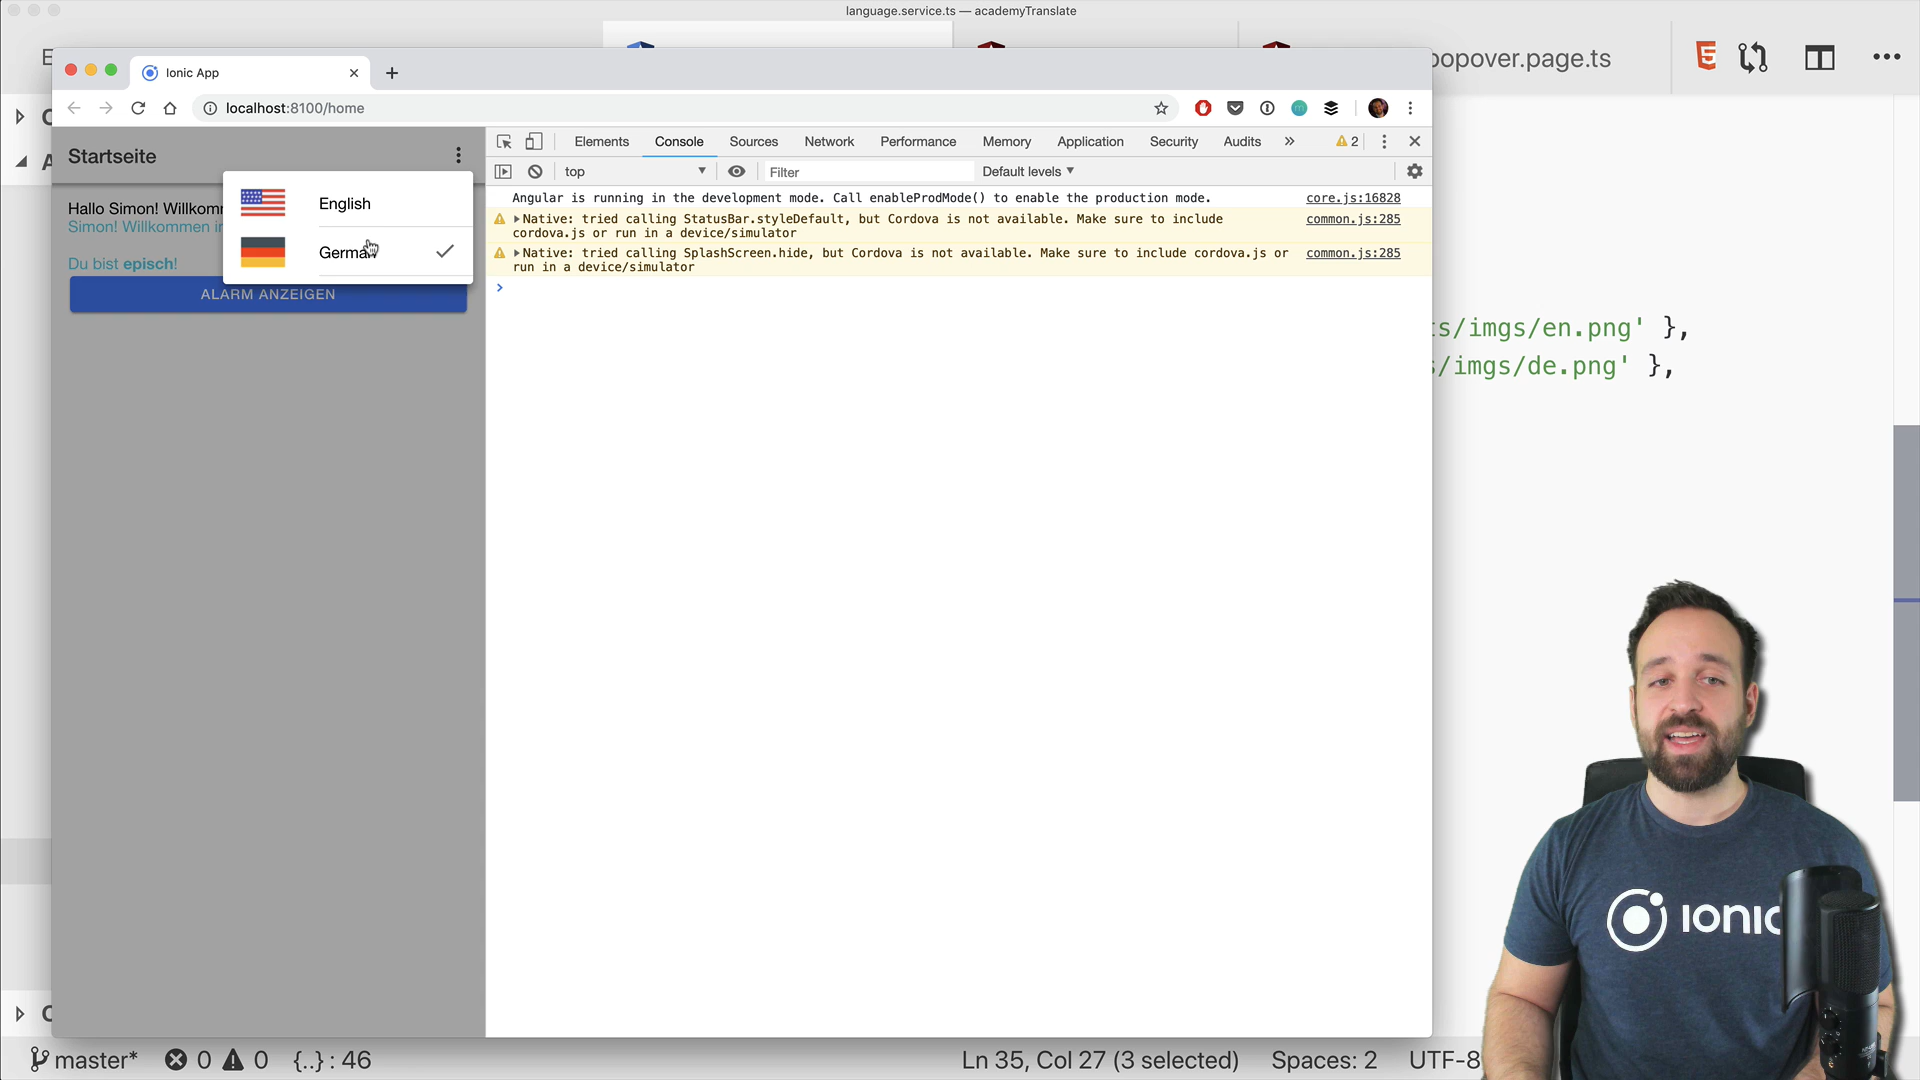 language.service.ts — academyTranslate
popover.page.ts
Ionic App
localhost:8100/home
Startseite
English
German
Hallo Simon!
Simon! Willkommen
Du bist episch!
ALARM ANZEIGEN
Elements Console Sources Network Performance Memory Application Security Audits » 2
top Filter Default levels
Angular is running in the development mode. Call enableProdMode() to enable the production mode. core.js:16828
Native: tried calling StatusBar.styleDefault, but Cordova is not available. Make sure to include common.js:285
cordova.js or run in a device/simulator
Native: tried calling SplashScreen.hide, but Cordova is not available. Make sure to include cordova.js or common.js:285
run in a device/simulator
ts/imgs/en.png' },
s/imgs/de.png' },
ionic
master* 0 0 {..} : 46 Ln 35, Col 27 (3 selected) Spaces: 2 UTF-8